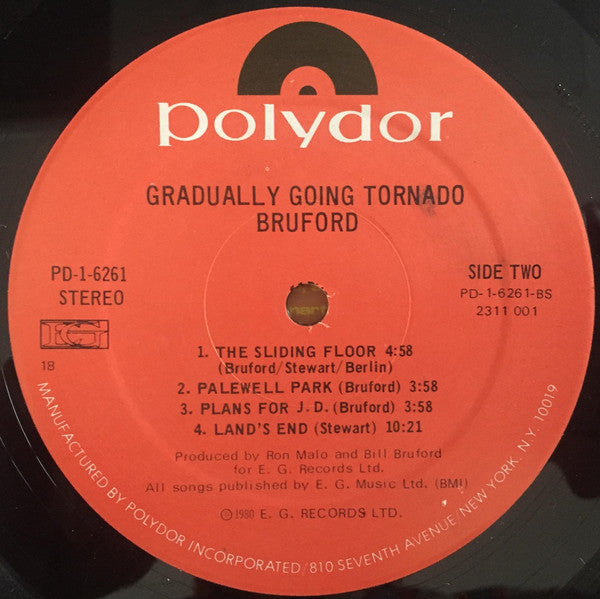 polydor
GRADUALLY GOING TORNADO
BRUFORD
PD-1-6261
STEREO
EG
18
SIDE TWO
PD-1-6261-BS
2311 001
1. THE SLIDING FLOOR 4:58
(Bruford/Stewart/Berlin)
2. PALEWELL PARK (Bruford) 3:58
3. PLANS FOR J.D. (Bruford) 3:58
4. LAND'S END (Stewart) 10:21
Produced by Ron Malo and Bill Bruford
for E. G. Records Ltd.
All songs published by E. G. Music Ltd. (BMI)
Ⓟ 1980 E. G. RECORDS LTD.
MANUFACTURED BY POLYDOR INCORPORATED/810 SEVENTH AVENUE, NEW YORK, N.Y. 10019